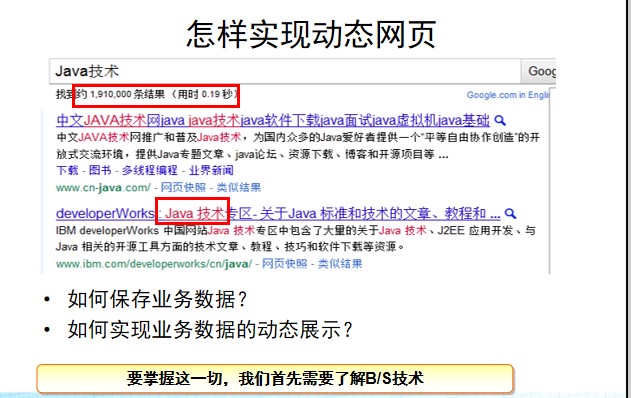 怎样实现动态网页
Java技术
Goog
找到约 1,910,000 条结果 （用时 0.19 秒）
Google.com in Engli
中文JAVA技术网java java技术java软件下载java面试java虚拟机java基础
中文JAVA技术网推广和普及Java技术，为国内众多的Java爱好者提供一个“平等自由协作创造”的开
放式交流环境，提供Java专题文章、java论坛、资源下载、博客和开源项目等 ...
下载 - 图书 - 多线程编程 - 业界新闻
www.cn-java.com/ - 网页快照 - 类似结果
developerWorks : Java 技术专区- 关于Java 标准和技术的文章、教程和 ...
IBM developerWorks 中国网站Java 技术专区中包含了大量的关于Java 技术、J2EE 应用开发、与
Java 相关的开源工具方面的技术文章、教程、技巧和软件下载等资源。
www.ibm.com/developerworks/cn/java/ - 网页快照 - 类似结果
• 如何保存业务数据？
• 如何实现业务数据的动态展示？
要掌握这一切，我们首先需要了解B/S技术